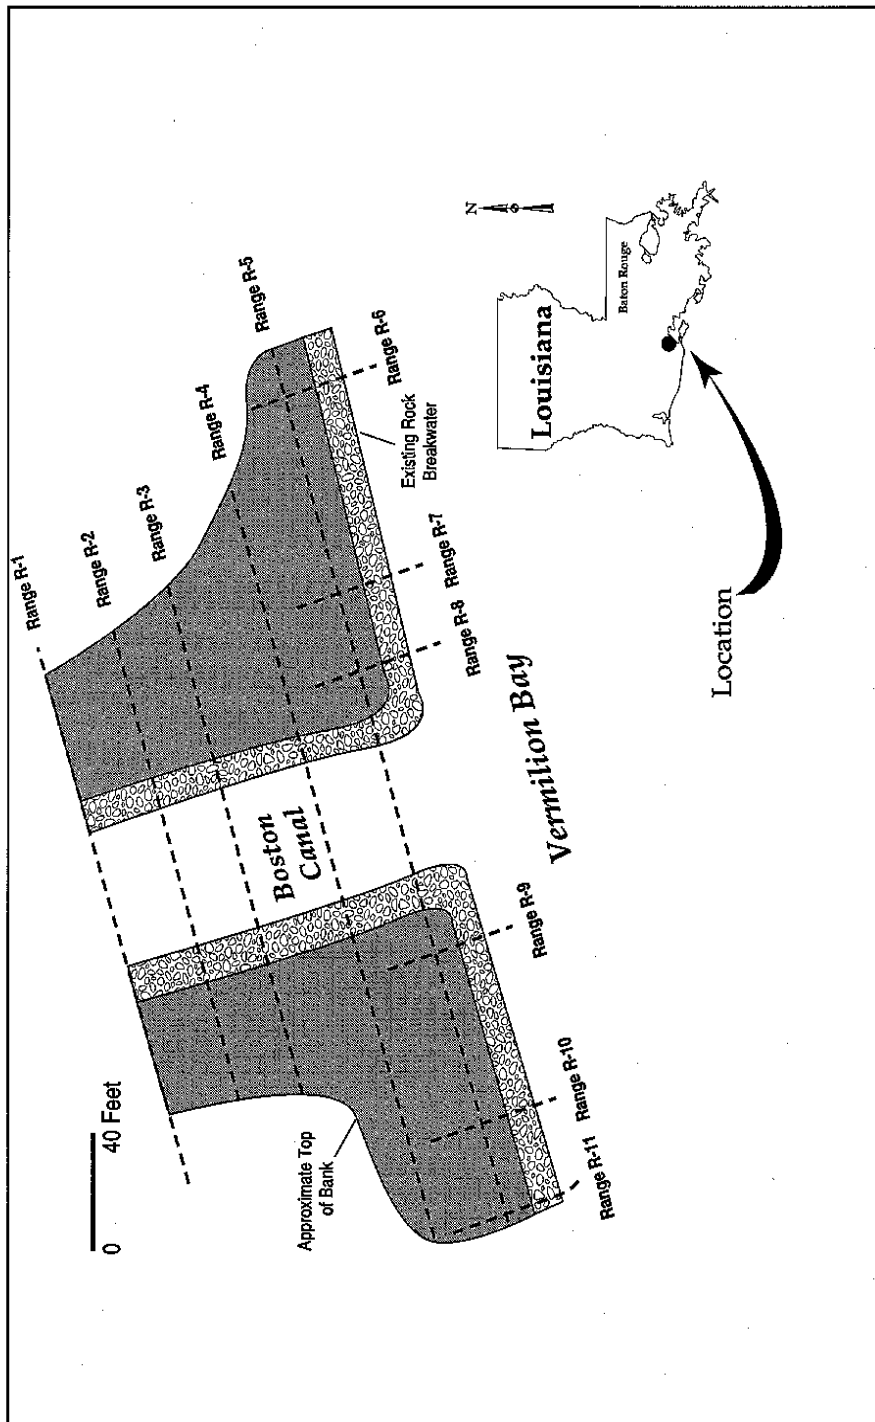 Range R-1
Range R-2
Range R-3
Range R-4
Range R-5
Range R-6
Existing Rock
Breakwater
Range R-7
Range R-8
Boston
Canal
Vermilion Bay
Range R-9
Range R-10
Range R-11
Approximate Top
of Bank
0
40 Feet
N
Louisiana
Baton Rouge
Location